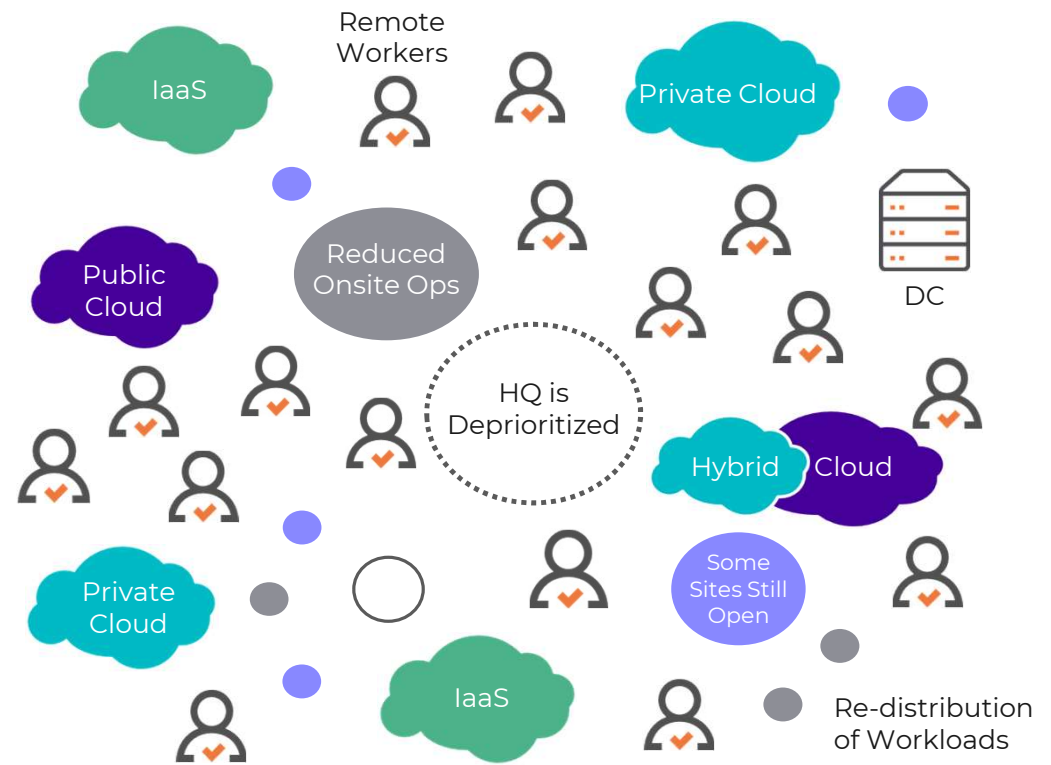 Remote
Workers
IaaS
Private Cloud
Reduced
Onsite Ops
Public
Cloud
DC
HQ is
Deprioritized
Hybrid Cloud
Some
Sites Still
Open
Private
Cloud
IaaS
Re-distribution
of Workloads